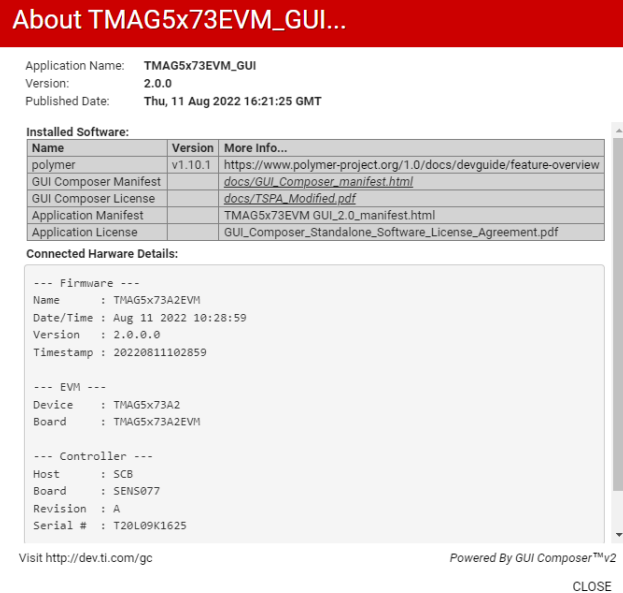 About TMAG5x73EVM_GUI...
Application Name: TMAG5x73EVM_GUI
Version: 2.0.0
Published Date: Thu, 11 Aug 2022 16:21:25 GMT
Installed Software:
Name Version More Info...
polymer v1.10.1 https://www.polymer-project.org/1.0/docs/devguide/feature-overview
GUI Composer Manifest docs/GUI_Composer_manifest.html
GUI Composer License docs/TSPA_Modified.pdf
Application Manifest TMAG5x73EVM GUI_2.0_manifest.html
Application License GUI_Composer_Standalone_Software_License_Agreement.pdf
Connected Harware Details:
--- Firmware ---
Name : TMAG5x73A2EVM
Date/Time : Aug 11 2022 10:28:59
Version : 2.0.0.0
Timestamp : 20220811102859
--- EVM ---
Device : TMAG5x73A2
Board : TMAG5x73A2EVM
--- Controller ---
Host : SCB
Board : SENS077
Revision : A
Serial # : T20L09K1625
Visit http://dev.ti.com/gc Powered By GUI Composer™v2
CLOSE